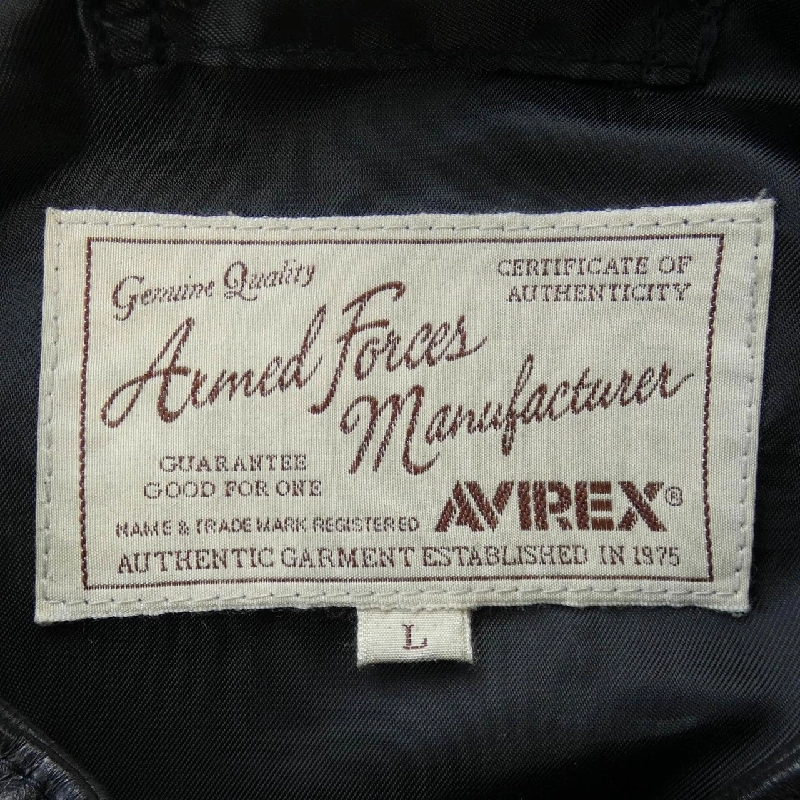 Genuine Quality
CERTIFICATE OF
AUTHENTICITY
Armed Forces
Manufacturer
GUARANTEE
GOOD FOR ONE
NAME & TRADE MARK REGISTERED
AVIREX®
AUTHENTIC GARMENT ESTABLISHED IN 1975
L